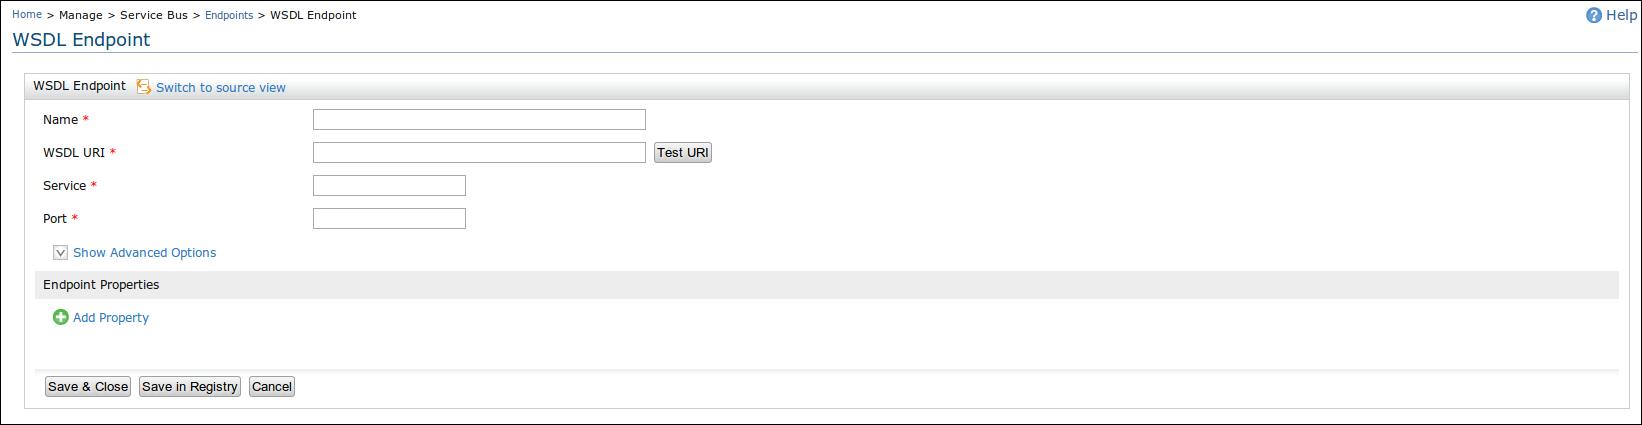 Home > Manage > Service Bus > Endpoints > WSDL Endpoint
Help
WSDL Endpoint
WSDL Endpoint Switch to source view
Name *
WSDL URI * Test URI
Service *
Port *
Show Advanced Options
Endpoint Properties
Add Property
Save & Close Save in Registry Cancel